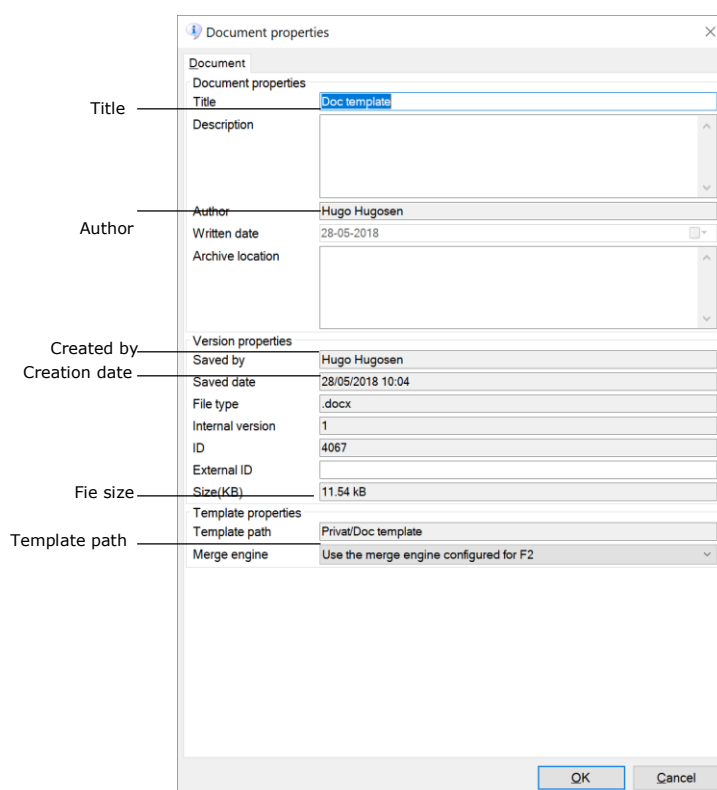 Document properties
Document
Document properties
Title
Title
Doc template
Description
Author
Author
Hugo Hugosen
Written date
28-05-2018
Archive location
Version properties
Created by
Saved by
Hugo Hugosen
Creation date
Saved date
28/05/2018 10:04
File type
.docx
Internal version
1
ID
4067
External ID
Fie size
Size(KB)
11.54 kB
Template properties
Template path
Template path
Privat/Doc template
Merge engine
Use the merge engine configured for F2
OK
Cancel